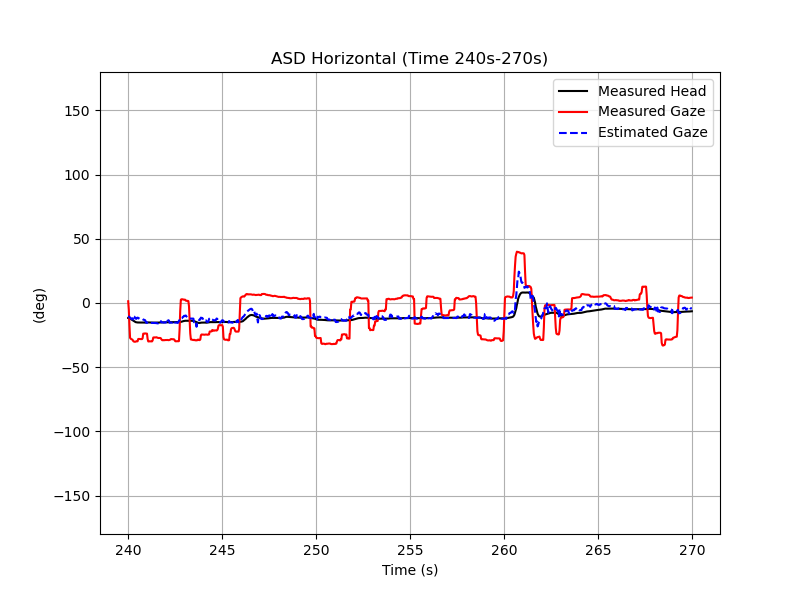 ASD Horizontal (Time 240s-270s)
Measured Head
Measured Gaze
Estimated Gaze
150
100
50
0
−50
−100
−150
(deg)
240 245 250 255 260 265 270
Time (s)